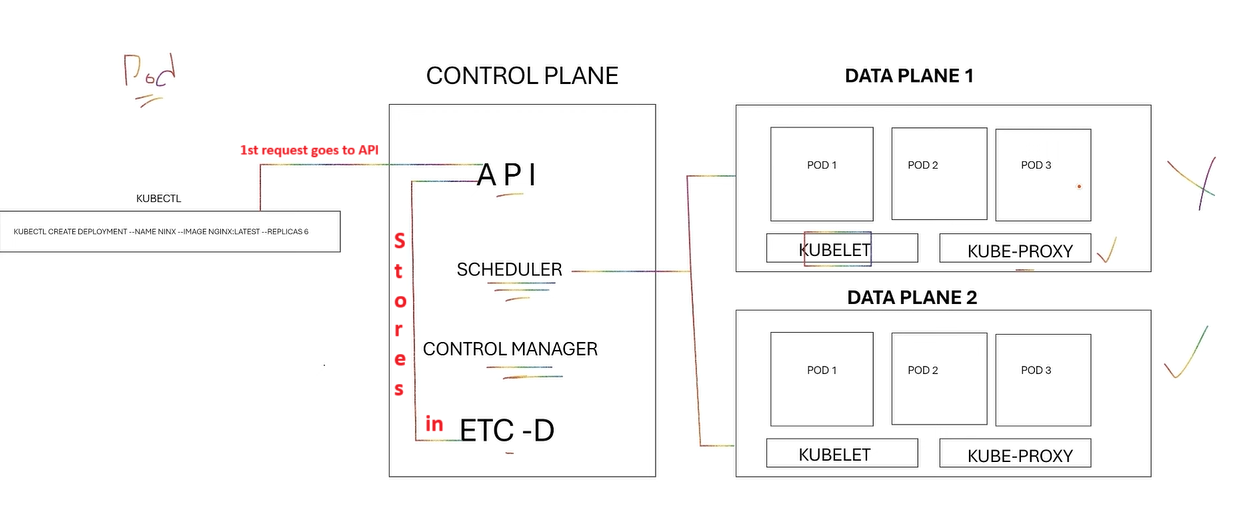 Pod
CONTROL PLANE
DATA PLANE 1
1st request goes to API
API
KUBECTL
KUBECTL CREATE DEPLOYMENT --NAME NINX --IMAGE NGINX:LATEST --REPLICAS 6
Stores
in
SCHEDULER
CONTROL MANAGER
ETC -D
POD 1
POD 2
POD 3
KUBELET
KUBE-PROXY
DATA PLANE 2
POD 1
POD 2
POD 3
KUBELET
KUBE-PROXY